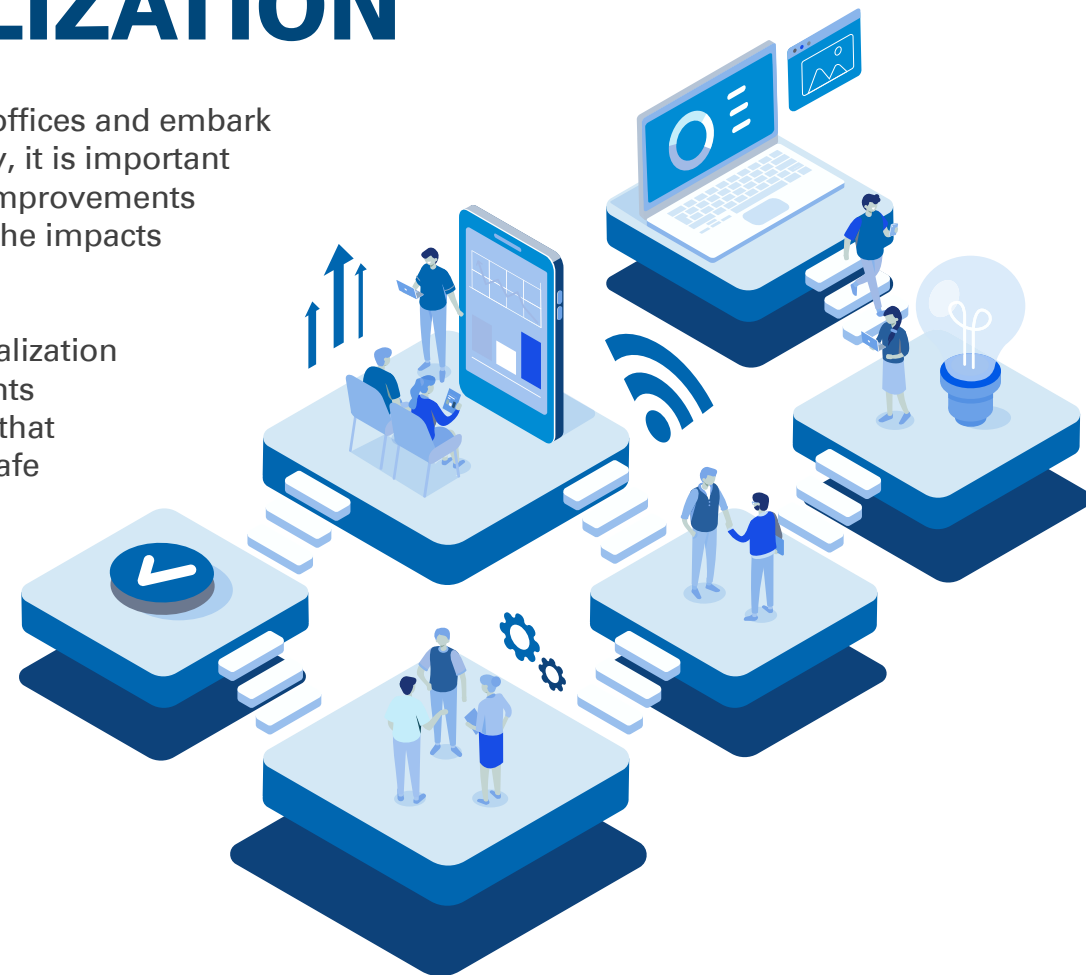 LIZATION
offices and embark
y, it is important
mprovements
he impacts
alization
nts
that
afe